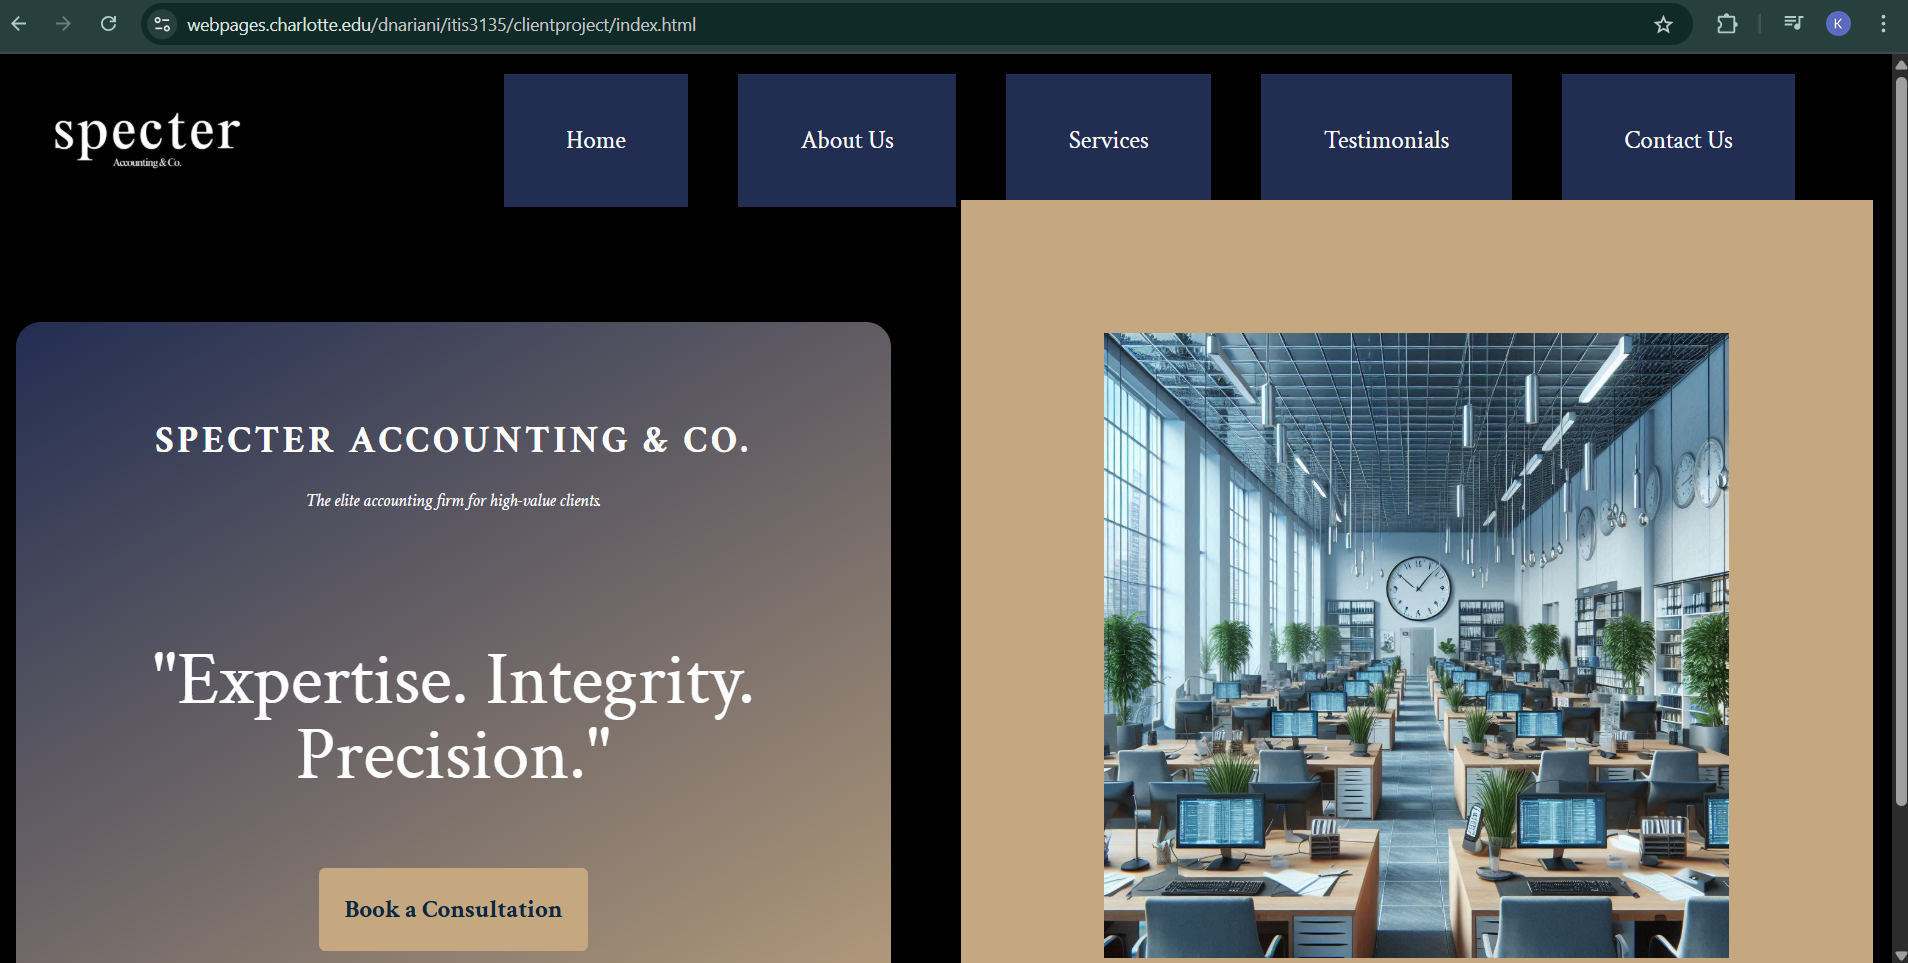 webpages.charlotte.edu/dnariani/itis3135/clientproject/index.html
K
specter
Accounting & Co.
Home
About Us
Services
Testimonials
Contact Us
SPECTER ACCOUNTING & CO.
The elite accounting firm for high-value clients.
"Expertise. Integrity.
Precision."
Book a Consultation